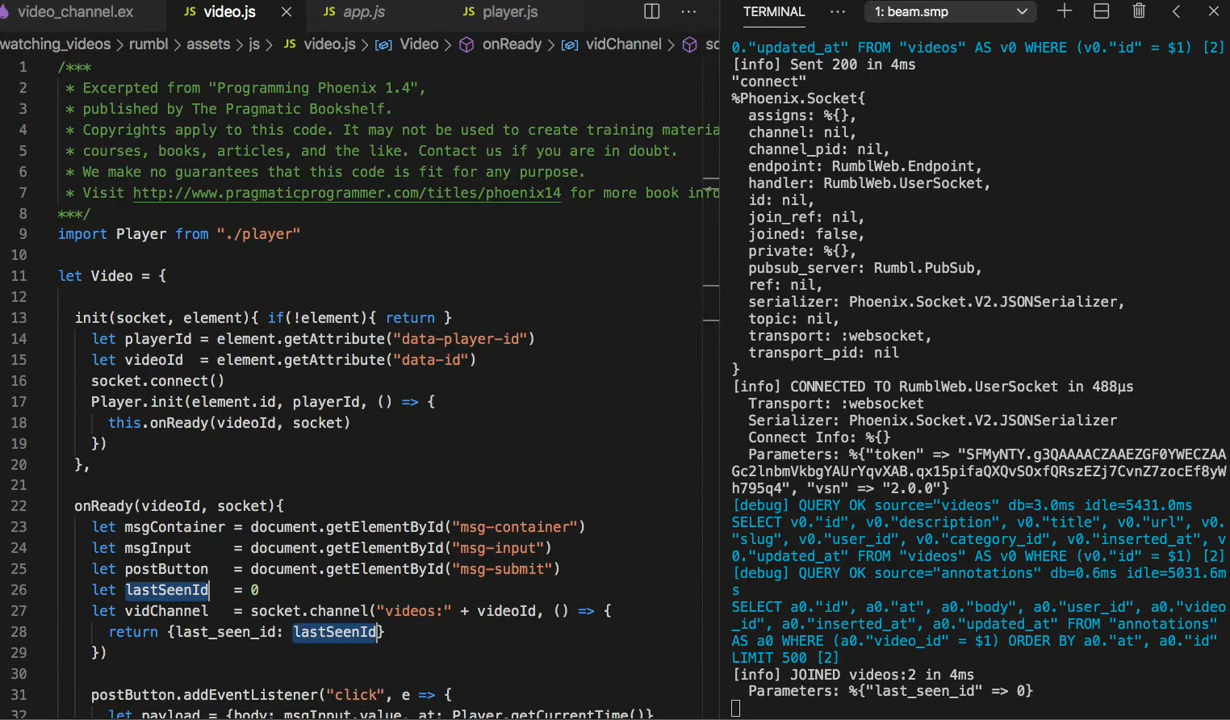 video_channel.ex
JS video.js
JS app.js
JS player.js
watching_videos > rumbl > assets > js > JS video.js > Video > onReady > vidChannel > sc
1 /***
2 * Excerpted from "Programming Phoenix 1.4",
3 * published by The Pragmatic Bookshelf.
4 * Copyrights apply to this code. It may not be used to create training materia
5 * courses, books, articles, and the like. Contact us if you are in doubt.
6 * We make no guarantees that this code is fit for any purpose.
7 * Visit http://www.pragmaticprogrammer.com/titles/phoenix14 for more book info
8 ***/
9 import Player from "./player"
10
11 let Video = {
12
13 init(socket, element){ if(!element){ return }
14 let playerId = element.getAttribute("data-player-id")
15 let videoId = element.getAttribute("data-id")
16 socket.connect()
17 Player.init(element.id, playerId, () => {
18 this.onReady(videoId, socket)
19 })
20 },
21
22 onReady(videoId, socket){
23 let msgContainer = document.getElementById("msg-container")
24 let msgInput = document.getElementById("msg-input")
25 let postButton = document.getElementById("msg-submit")
26 let lastSeenId = 0
27 let vidChannel = socket.channel("videos:" + videoId, () => {
28 return {last_seen_id: lastSeenId}
29 })
30
31 postButton.addEventListener("click", e => {
32 let payload = {body: msgInput.value, at: Player.getCurrentTime()}
TERMINAL
1: beam.smp
0."updated_at" FROM "videos" AS v0 WHERE (v0."id" = $1) [2]
[info] Sent 200 in 4ms
"connect"
%Phoenix.Socket{
assigns: %{},
channel: nil,
channel_pid: nil,
endpoint: RumblWeb.Endpoint,
handler: RumblWeb.UserSocket,
id: nil,
join_ref: nil,
joined: false,
private: %{},
pubsub_server: Rumbl.PubSub,
ref: nil,
serializer: Phoenix.Socket.V2.JSONSerializer,
topic: nil,
transport: :websocket,
transport_pid: nil
}
[info] CONNECTED TO RumblWeb.UserSocket in 488µs
Transport: :websocket
Serializer: Phoenix.Socket.V2.JSONSerializer
Connect Info: %{}
Parameters: %{"token" => "SFMyNTY.g3QAAAACZAAEZGF0YWECZAA
Gc2lnbmVkbgYAUrYqvXAB.qx15pifaQXQvSOxfQRszEZj7CvnZ7zocEf8yW
h795q4", "vsn" => "2.0.0"}
[debug] QUERY OK source="videos" db=3.0ms idle=5431.0ms
SELECT v0."id", v0."description", v0."title", v0."url", v0.
"slug", v0."user_id", v0."category_id", v0."inserted_at", v
0."updated_at" FROM "videos" AS v0 WHERE (v0."id" = $1) [2]
[debug] QUERY OK source="annotations" db=0.6ms idle=5031.6m
s
SELECT a0."id", a0."at", a0."body", a0."user_id", a0."video
_id", a0."inserted_at", a0."updated_at" FROM "annotations"
AS a0 WHERE (a0."video_id" = $1) ORDER BY a0."at", a0."id"
LIMIT 500 [2]
[info] JOINED videos:2 in 4ms
Parameters: %{"last_seen_id" => 0}